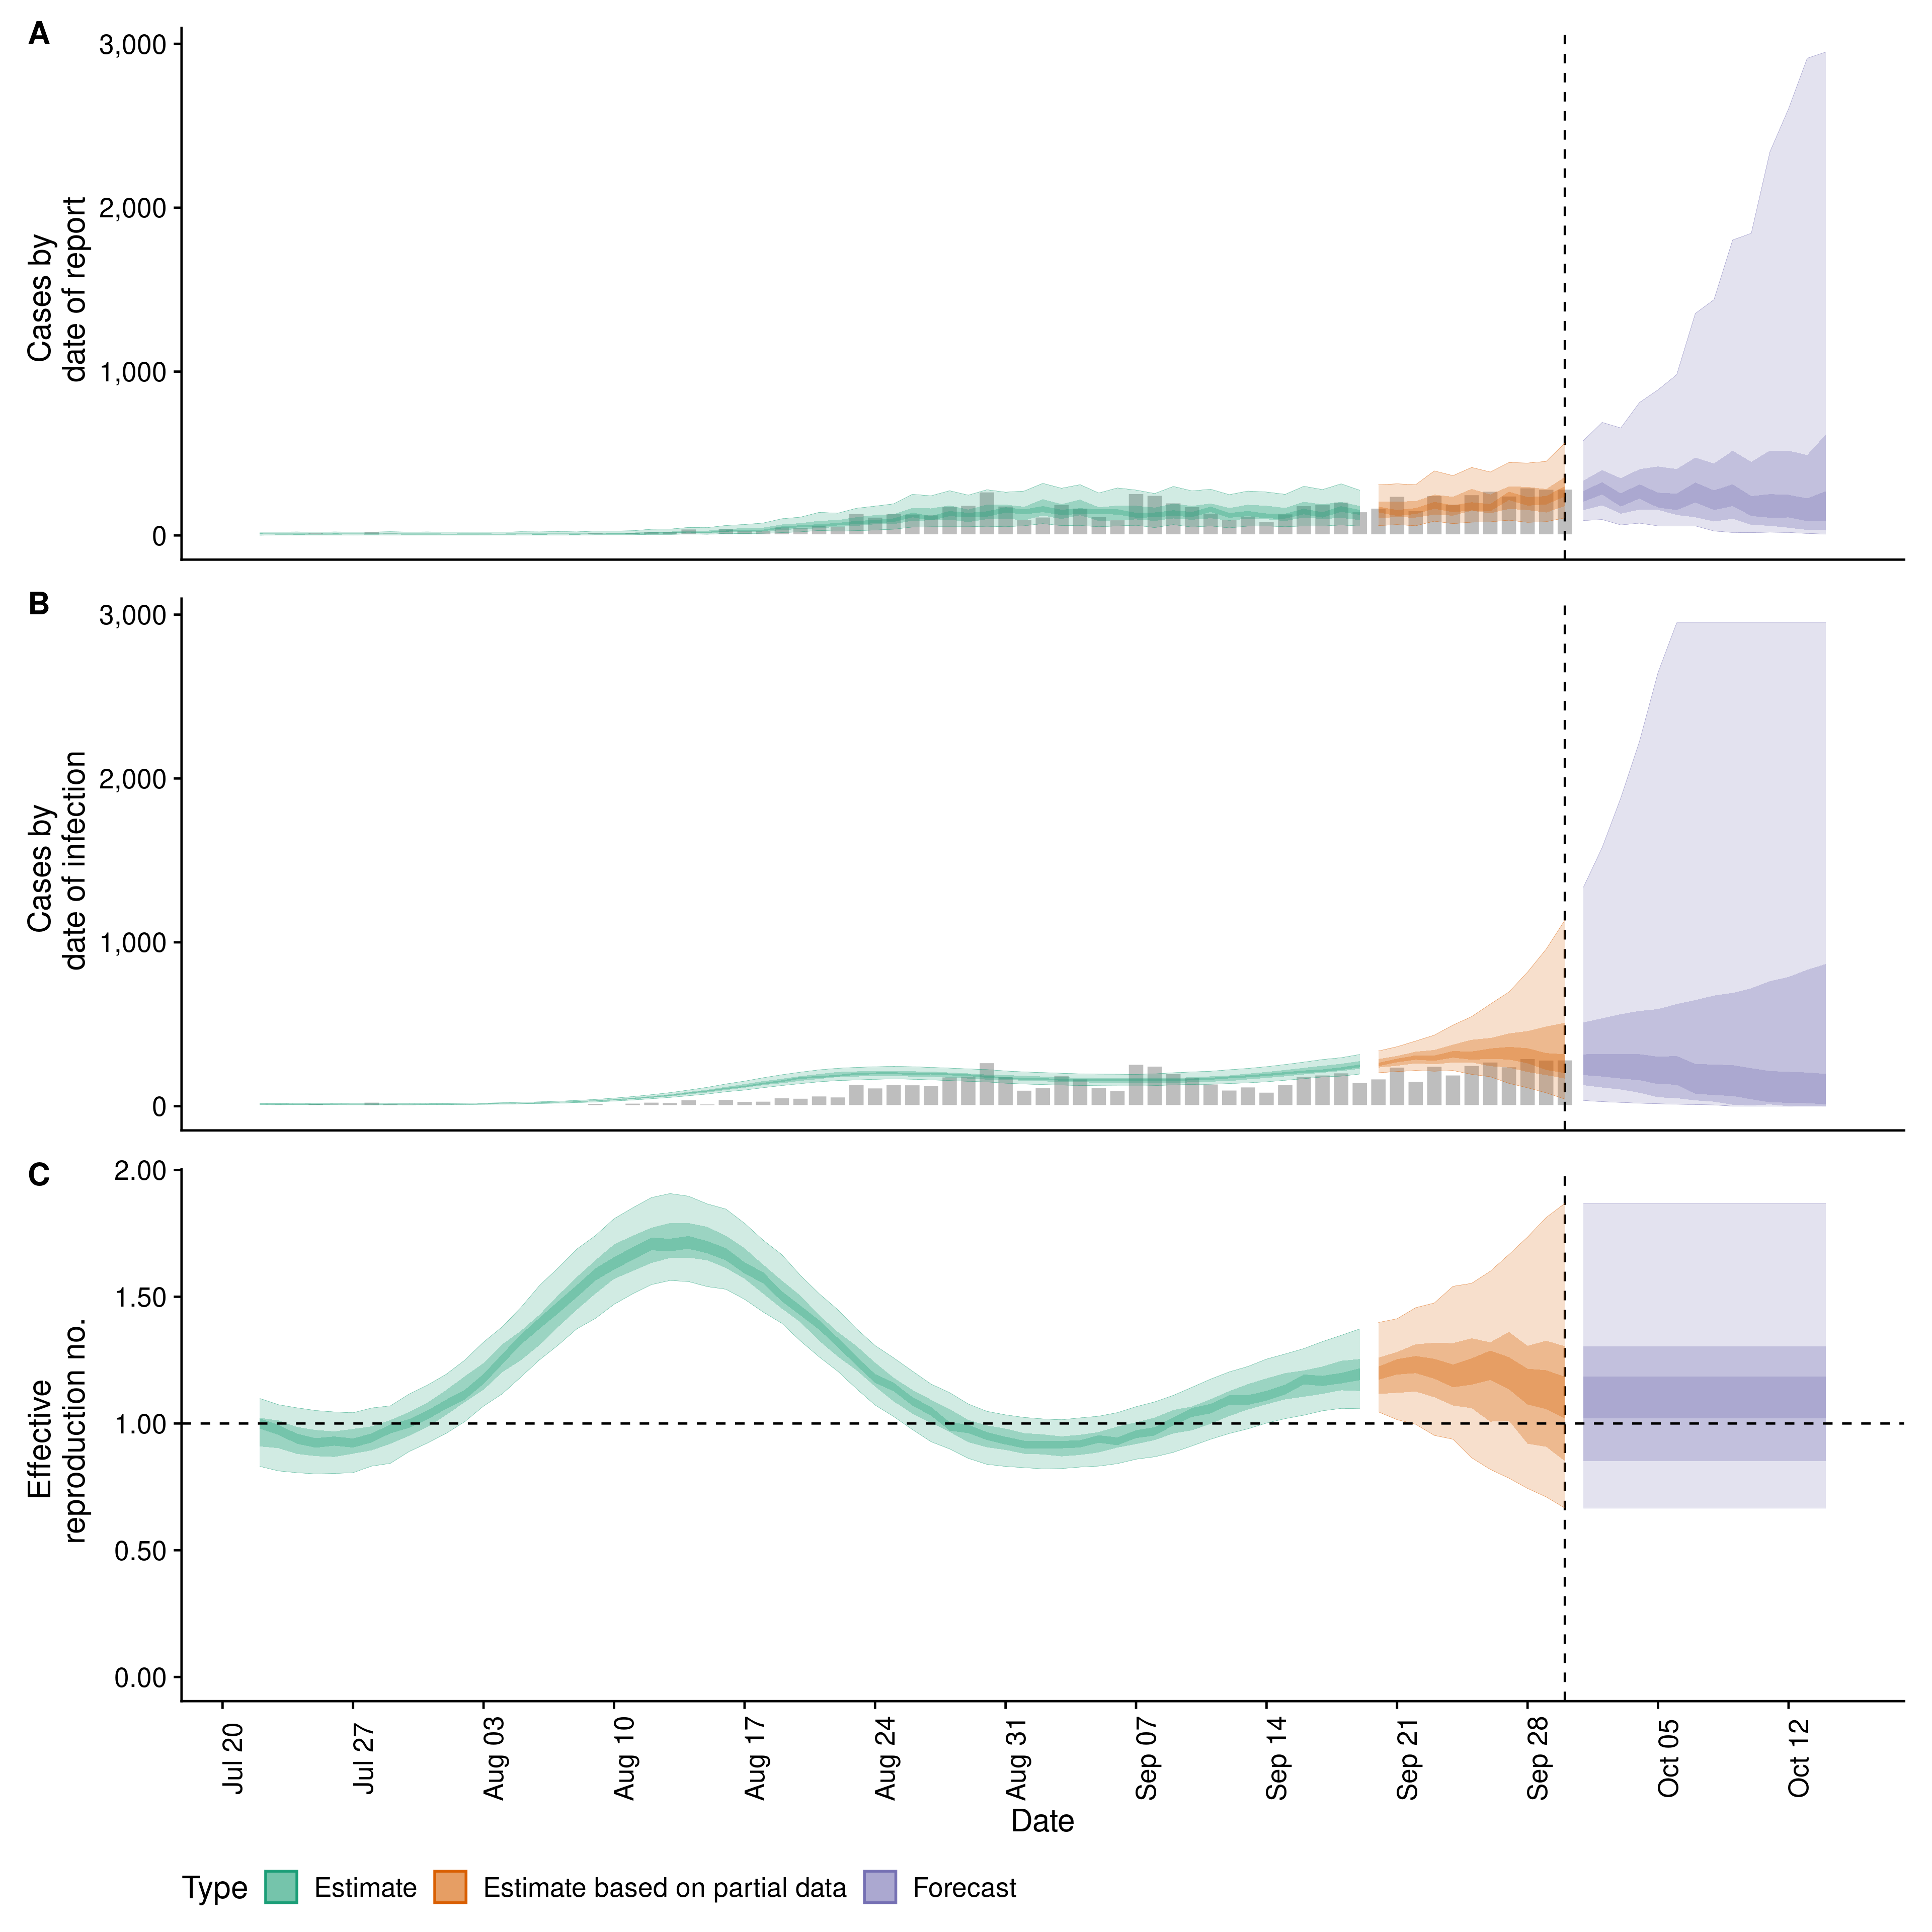 A
Cases by
date of report
3,000
2,000
1,000
0
B
Cases by
date of infection
3,000
2,000
1,000
0
C
Effective
reproduction no.
2.00
1.50
1.00
0.50
0.00
Jul 20
Jul 27
Aug 03
Aug 10
Aug 17
Aug 24
Aug 31
Sep 07
Sep 14
Sep 21
Sep 28
Oct 05
Oct 12
Date
Type Estimate Estimate based on partial data Forecast